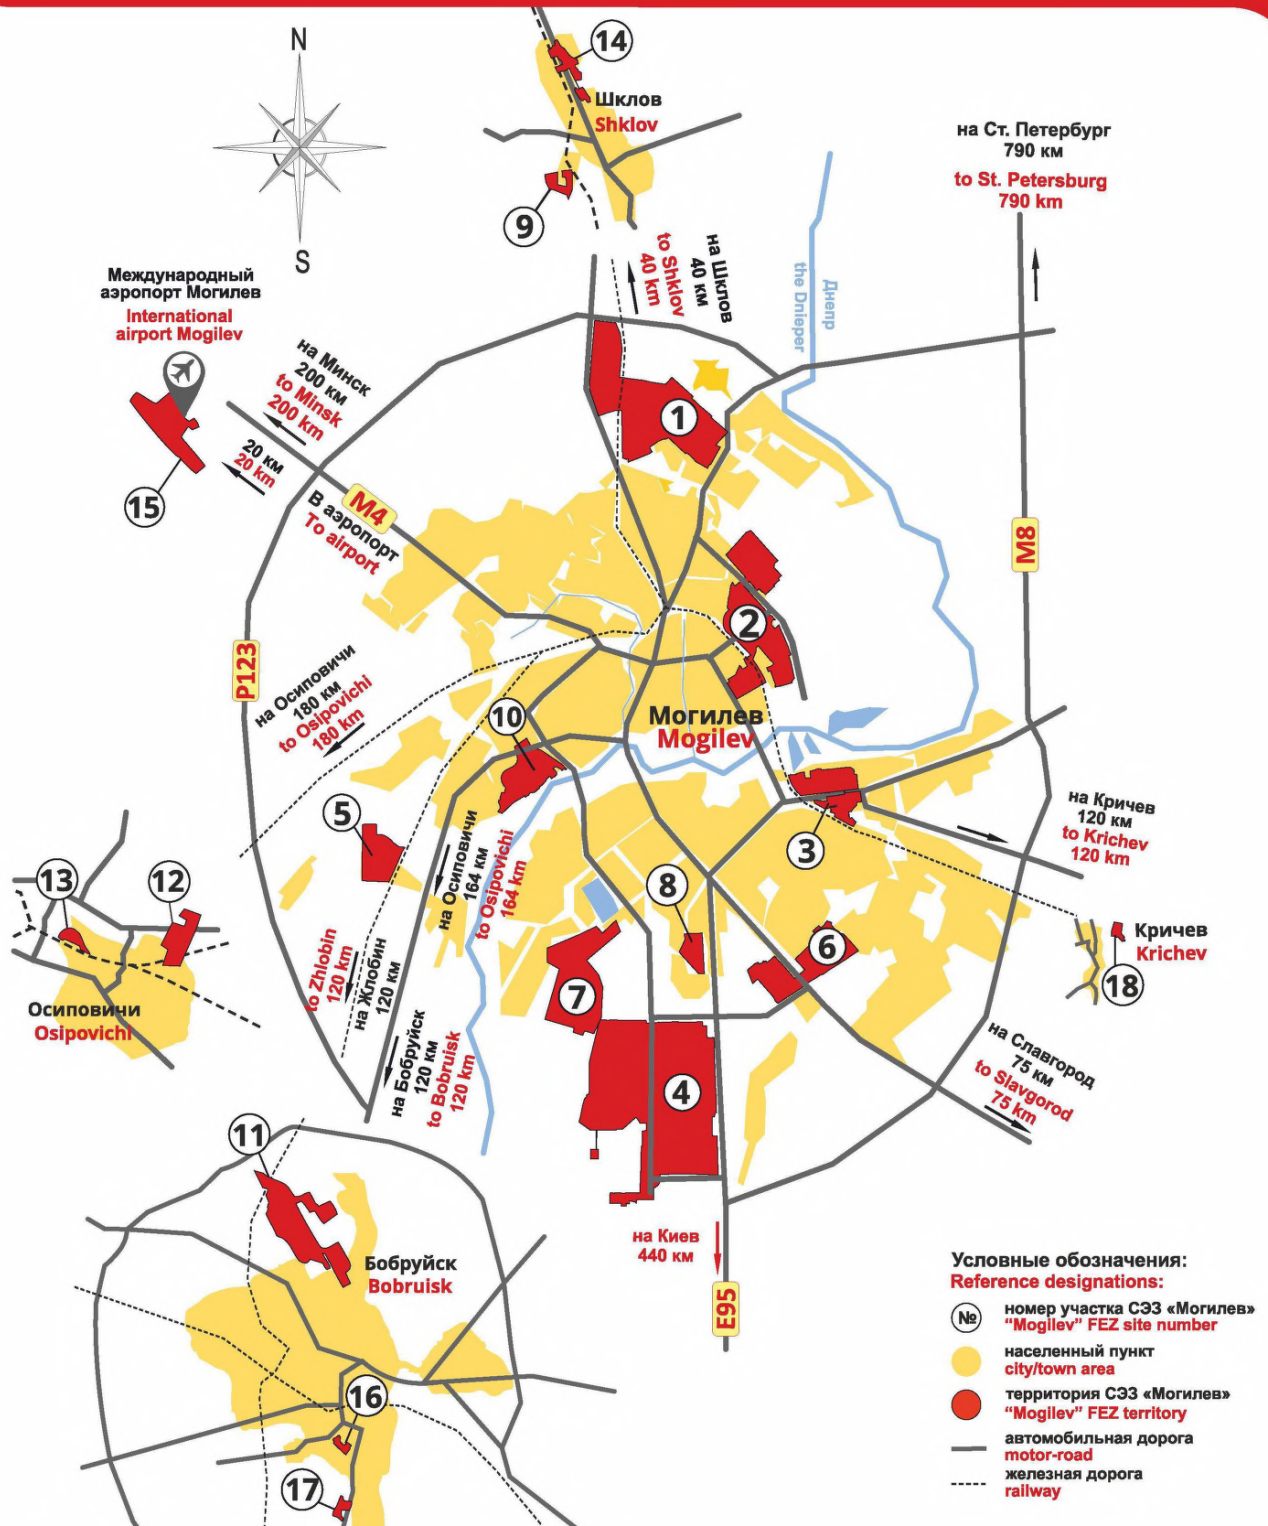 N
S
14
Шклов
Shklov
9
на Ст. Петербург
790 км
to St. Petersburg
790 km
Международный
аэропорт Могилев
International
airport Mogilev
15
на Минск
200 км
to Minsk
200 km
20 км
20 km
В аэропорт
To airport
M4
на Шклов
40 км
to Shklov
40 km
Днепр
the Dnieper
1
M8
2
P123
на Осиповичи
180 км
to Osipovichi
180 km
10
Могилев
Mogilev
5
3
на Кричев
120 км
to Krichev
120 km
13
12
Осиповичи
Osipovichi
на Осиповичи
164 км
to Osipovichi
164 km
8
6
7
4
Кричев
Krichev
18
to Zhlobin
120 km
на Жлобин
120 км
на Бобруйск
120 км
to Bobruisk
120 km
на Славгород
75 км
to Slavgorod
75 km
11
Бобруйск
Bobruisk
16
17
на Киев
440 км
E95
Условные обозначения:
Reference designations:
№
номер участка СЭЗ «Могилев»
“Mogilev” FEZ site number
населенный пункт
city/town area
территория СЭЗ «Могилев»
“Mogilev” FEZ territory
автомобильная дорога
motor-road
железная дорога
railway